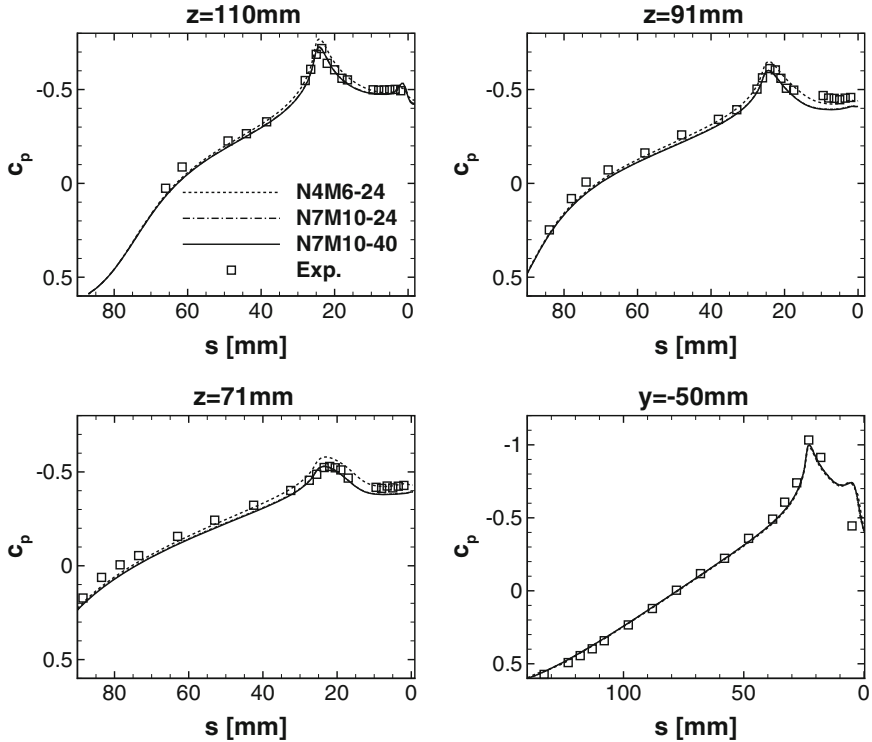 z=110mm
-0.5
0
0.5
c_p
80 60 40 20 0
s [mm]
N4M6-24
N7M10-24
N7M10-40
Exp.
z=91mm
-1
-0.5
0
0.5
c_p
80 60 40 20 0
s [mm]
z=71mm
-0.5
0
0.5
c_p
80 60 40 20 0
s [mm]
y=-50mm
-1
-0.5
0
0.5
c_p
100 50 0
s [mm]